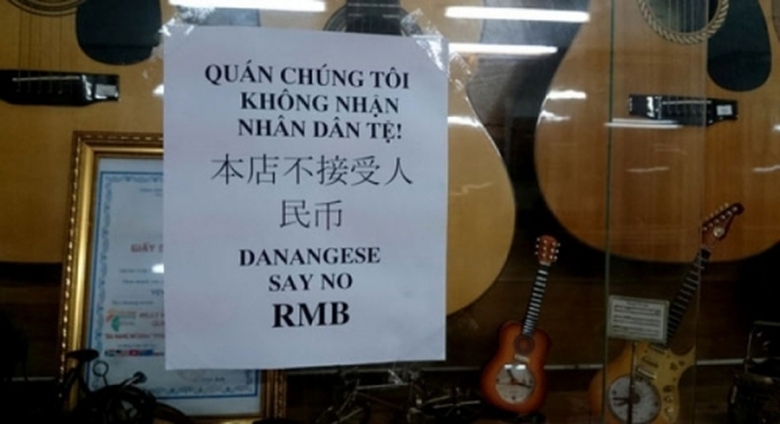 QUÁN CHÚNG TÔI
KHÔNG NHẬN
NHÂN DÂN TỆ!
本店不接受人
民币
DANANGESE
SAY NO
RMB
GIẤY